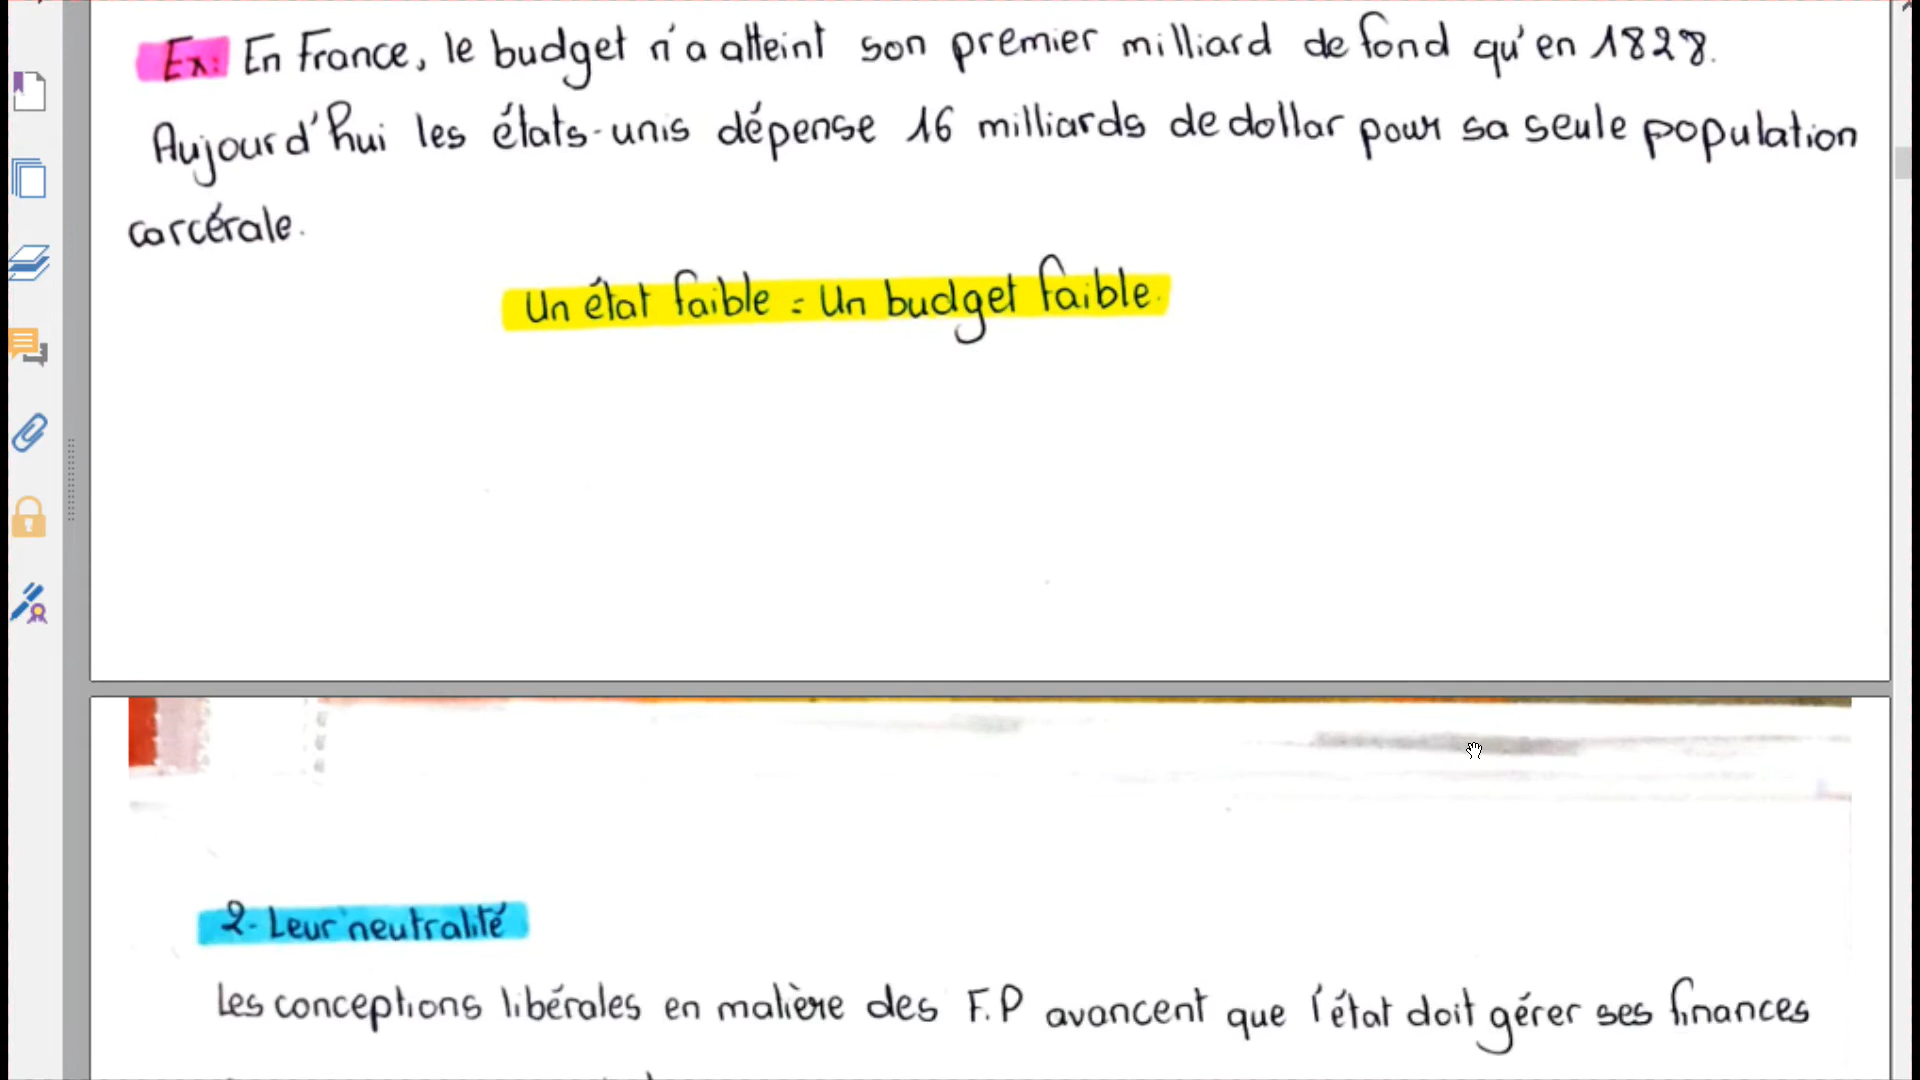 Ex: En France, le budget n'a atteint son premier milliard de fond qu'en 1828.
Aujourd'hui les états-unis dépense 16 milliards de dollar pour sa seule population
carcérale.
Un état faible = Un budget faible.
2- Leur neutralité
Les conceptions libérales en matière des F.P avancent que l'état doit gérer ses finances